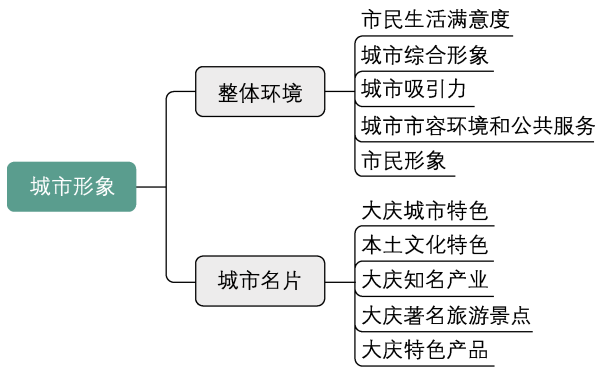 城市形象
整体环境
市民生活满意度
城市综合形象
城市吸引力
城市市容环境和公共服务
市民形象
城市名片
大庆城市特色
本土文化特色
大庆知名产业
大庆著名旅游景点
大庆特色产品